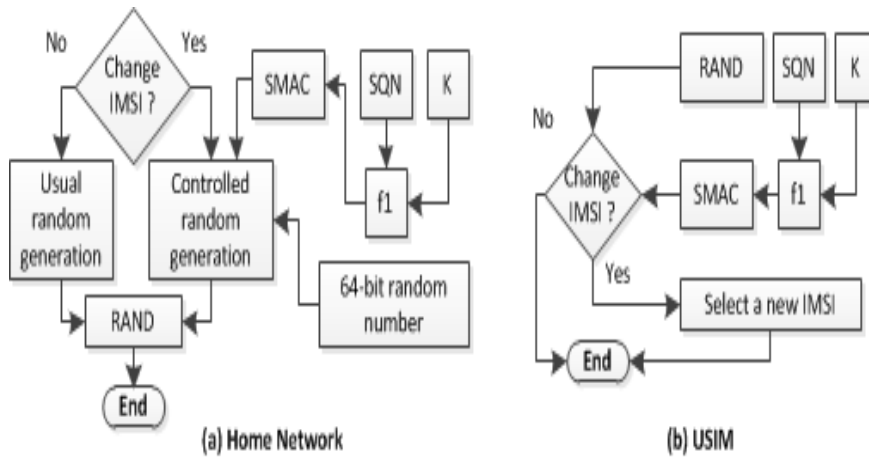 No
Yes
Change
IMSI ?
SMAC
SQN
K
Usual
random
generation
Controlled
random
generation
f1
64-bit random
number
RAND
End
(a) Home Network
RAND
SQN
K
No
Change
IMSI ?
SMAC
f1
Yes
Select a new IMSI
End
(b) USIM